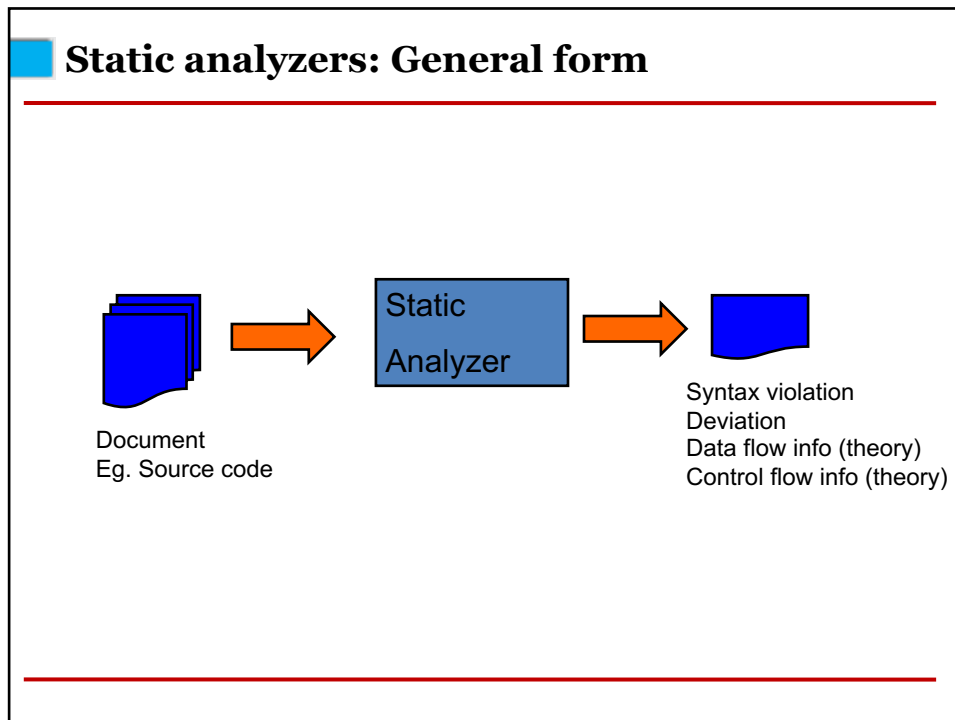 Static analyzers: General form
Static
Analyzer
Document
Eg. Source code
Syntax violation
Deviation
Data flow info (theory)
Control flow info (theory)